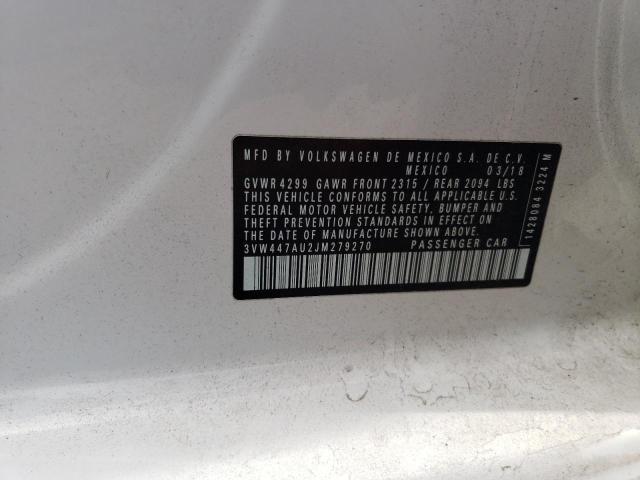 MFD BY VOLKSWAGEN DE MEXICO S.A. DE C.V.
MEXICO 03/18
GVWR 4299 GAWR FRONT 2315 / REAR 2094 LBS
THIS VEHICLE CONFORMS TO ALL APPLICABLE U.S.
FEDERAL MOTOR VEHICLE SAFETY, BUMPER AND
THEFT PREVENTION STANDARDS IN EFFECT ON
THE DATE OF MANUFACTURE SHOWN ABOVE.
3VW447AU2JM279270 PASSENGER CAR
1428084 3224 M